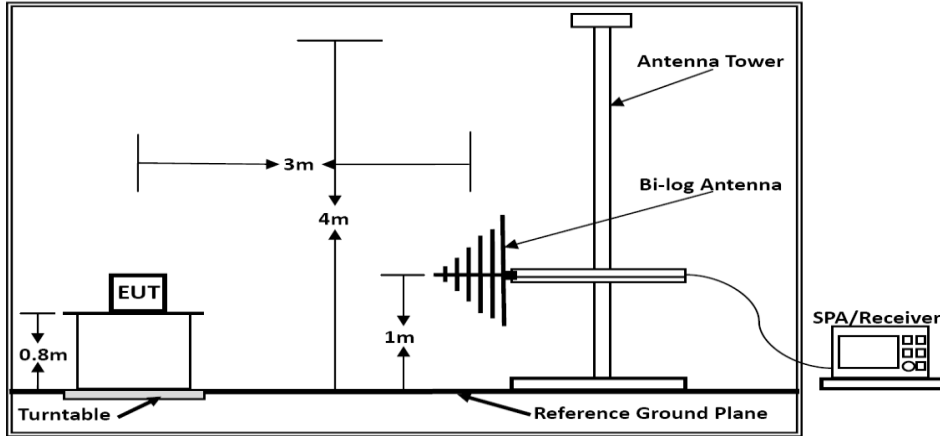 Antenna Tower
3m
Bi-log Antenna
4m
EUT
SPA/Receiver
0.8m
1m
Turntable
Reference Ground Plane